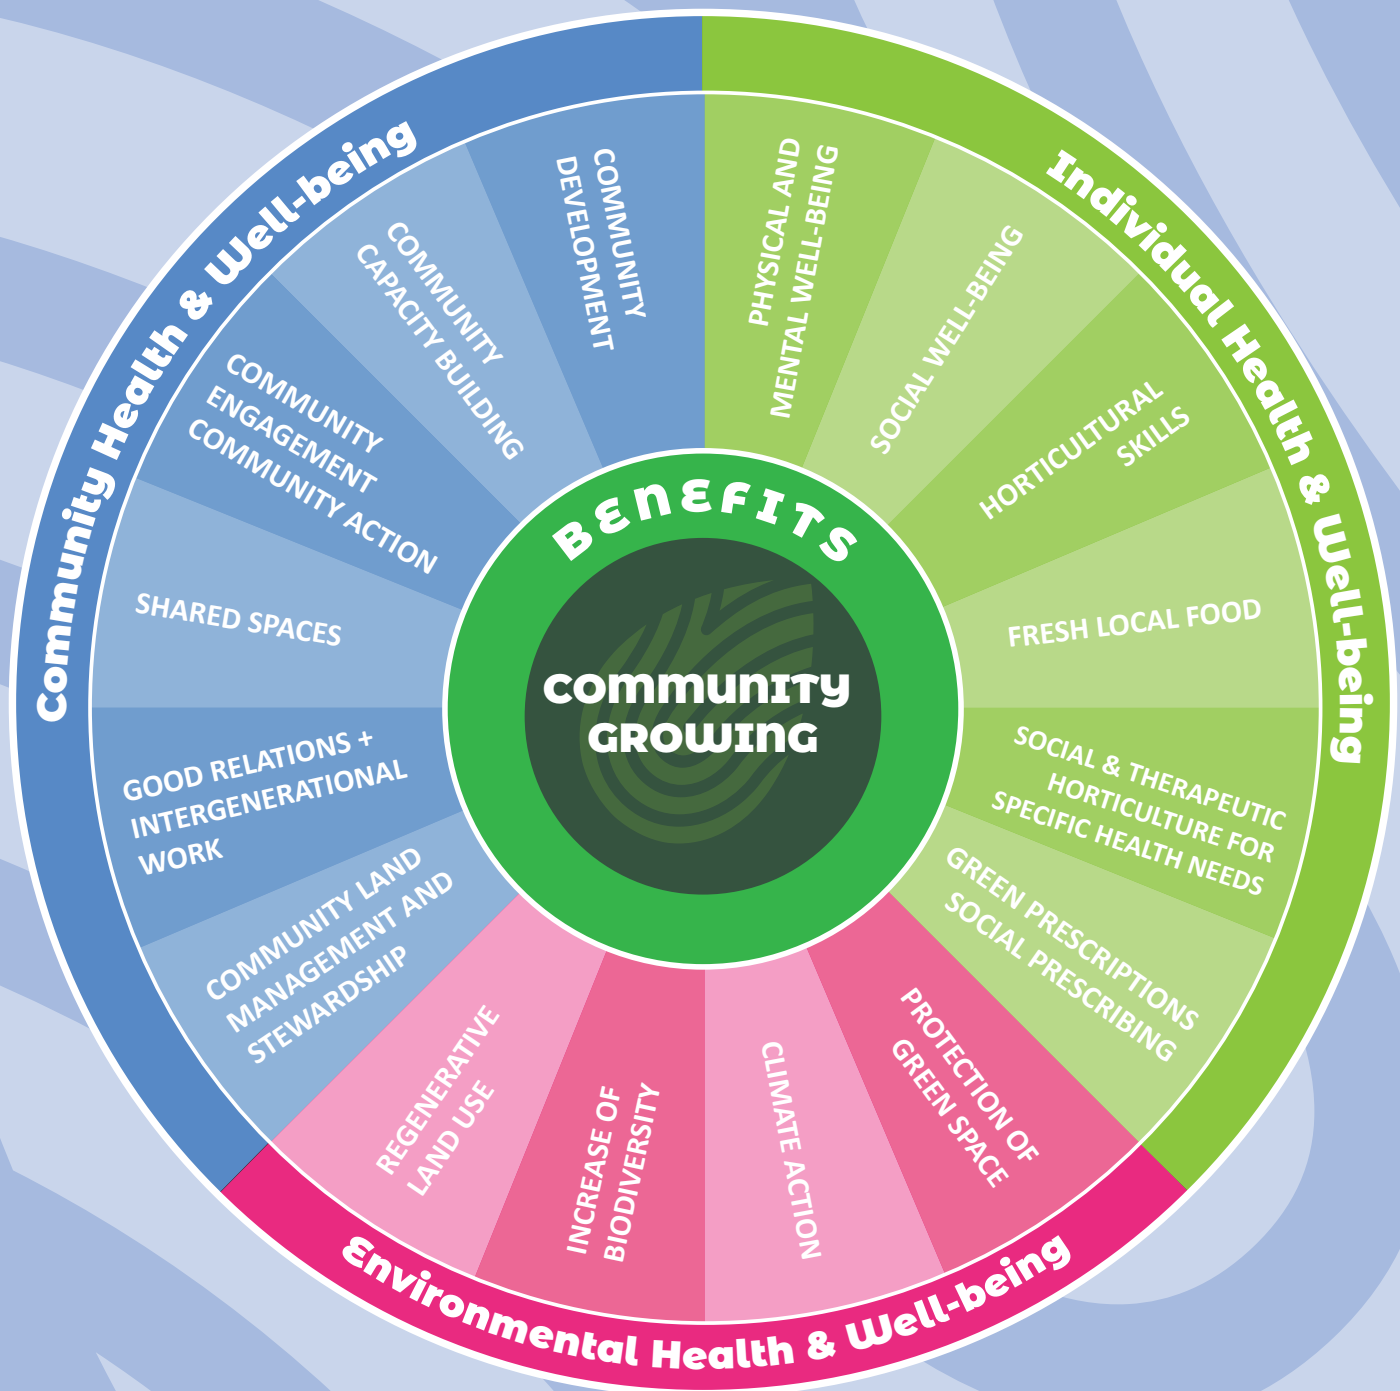 Community Health & Well-being
Individual Health & Well-being
Environmental Health & Well-being
BENEFITS
COMMUNITY
GROWING
PHYSICAL AND
MENTAL WELL-BEING
SOCIAL WELL-BEING
HORTICULTURAL
SKILLS
FRESH LOCAL FOOD
SOCIAL & THERAPEUTIC
HORTICULTURE FOR
SPECIFIC HEALTH NEEDS
GREEN PRESCRIPTIONS
SOCIAL PRESCRIBING
PROTECTION OF
GREEN SPACE
CLIMATE ACTION
INCREASE OF
BIODIVERSITY
REGENERATIVE
LAND USE
COMMUNITY LAND
MANAGEMENT AND
STEWARDSHIP
GOOD RELATIONS +
INTERGENERATIONAL
WORK
SHARED SPACES
COMMUNITY
ENGAGEMENT
COMMUNITY ACTION
COMMUNITY
CAPACITY BUILDING
COMMUNITY
DEVELOPMENT